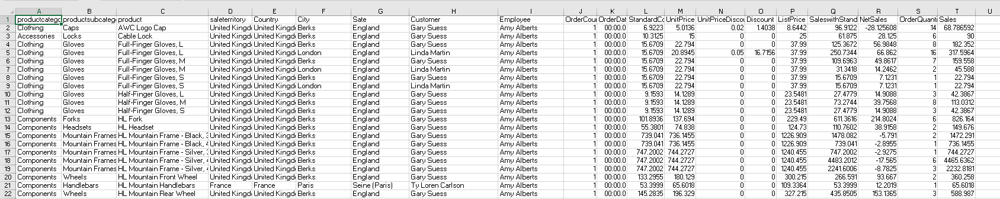 A B C D E F G H I J K L M N O P Q R S T U
1 productcatego productsubcateg product saleterritory Country City Sate Customer Employee OrderCou OrderDat StandardCo UnitPrice UnitPriceDiscou Discount ListPrice SaleswithStand NetSales OrderQuanti Sales
2 Clothing Caps AWC Logo Cap United Kingd United Kingd Berks England Gary Suess Amy Alberts 1 00:00.0 6.9223 5.0136 0.02 1.4038 8.6442 96.9122 -28.125608 14 68.786592
3 Accessories Locks Cable Lock United Kingd United Kingd Berks England Gary Suess Amy Alberts 1 00:00.0 10.3125 15 0 0 25 61.875 28.125 6 90
4 Clothing Gloves Full-Finger Gloves, L United Kingd United Kingd Berks England Gary Suess Amy Alberts 1 00:00.0 15.6709 22.794 0 0 37.99 125.3672 56.9848 8 182.352
5 Clothing Gloves Full-Finger Gloves, L United Kingd United Kingd London England Linda Martin Amy Alberts 1 00:00.0 15.6709 20.8945 0.05 16.7156 37.99 250.7344 66.862 16 317.5964
6 Clothing Gloves Full-Finger Gloves, M United Kingd United Kingd Berks England Gary Suess Amy Alberts 1 00:00.0 15.6709 22.794 0 0 37.99 109.6963 49.8617 7 159.558
7 Clothing Gloves Full-Finger Gloves, M United Kingd United Kingd London England Linda Martin Amy Alberts 1 00:00.0 15.6709 22.794 0 0 37.99 31.3418 14.2462 2 45.588
8 Clothing Gloves Full-Finger Gloves, S United Kingd United Kingd Berks England Gary Suess Amy Alberts 1 00:00.0 15.6709 22.794 0 0 37.99 15.6709 7.1231 1 22.794
9 Clothing Gloves Full-Finger Gloves, S United Kingd United Kingd London England Linda Martin Amy Alberts 1 00:00.0 15.6709 22.794 0 0 37.99 15.6709 7.1231 1 22.794
10 Clothing Gloves Half-Finger Gloves, L United Kingd United Kingd Berks England Gary Suess Amy Alberts 1 00:00.0 9.1593 14.1289 0 0 23.5481 27.4779 14.9088 3 42.3867
11 Clothing Gloves Half-Finger Gloves, M United Kingd United Kingd Berks England Gary Suess Amy Alberts 1 00:00.0 9.1593 14.1289 0 0 23.5481 73.2744 39.7568 8 113.0312
12 Clothing Gloves Half-Finger Gloves, S United Kingd United Kingd Berks England Gary Suess Amy Alberts 1 00:00.0 9.1593 14.1289 0 0 23.5481 27.4779 14.9088 3 42.3867
13 Components Forks HL Fork United Kingd United Kingd Berks England Gary Suess Amy Alberts 1 00:00.0 101.8936 137.694 0 0 229.49 611.3616 214.8024 6 826.164
14 Components Headsets HL Headset United Kingd United Kingd Berks England Gary Suess Amy Alberts 1 00:00.0 55.3801 74.838 0 0 124.73 110.7602 38.9158 2 149.676
15 Components Mountain Frames HL Mountain Frame - Black, 3 United Kingd United Kingd Berks England Gary Suess Amy Alberts 1 00:00.0 739.041 736.1455 0 0 1226.909 1478.082 -5.791 2 1472.291
16 Components Mountain Frames HL Mountain Frame - Black, 4 United Kingd United Kingd Berks England Gary Suess Amy Alberts 1 00:00.0 739.041 736.1455 0 0 1226.909 739.041 -2.8955 1 736.1455
17 Components Mountain Frames HL Mountain Frame - Silver, United Kingd United Kingd Berks England Gary Suess Amy Alberts 1 00:00.0 747.2002 744.2727 0 0 1240.455 747.2002 -2.9275 1 744.2727
18 Components Mountain Frames HL Mountain Frame - Silver, United Kingd United Kingd Berks England Gary Suess Amy Alberts 1 00:00.0 747.2002 744.2727 0 0 1240.455 4483.2012 -17.565 6 4465.6362
19 Components Mountain Frames HL Mountain Frame - Silver, United Kingd United Kingd Berks England Gary Suess Amy Alberts 1 00:00.0 747.2002 744.2727 0 0 1240.455 2241.6006 -8.7825 3 2232.8181
20 Components Wheels HL Mountain Front Wheel United Kingd United Kingd Berks England Gary Suess Amy Alberts 1 00:00.0 133.2955 180.129 0 0 300.215 266.591 93.667 2 360.258
21 Components Handlebars HL Mountain Handlebars France France Paris Seine (Paris) Ty Loren Carlson Amy Alberts 1 00:00.0 53.3999 65.6018 0 0 109.3364 53.3999 12.2019 1 65.6018
22 Components Wheels HL Mountain Rear Wheel United Kingd United Kingd Berks England Gary Suess Amy Alberts 1 00:00.0 145.2835 196.329 0 0 327.215 435.8505 153.1365 3 588.987